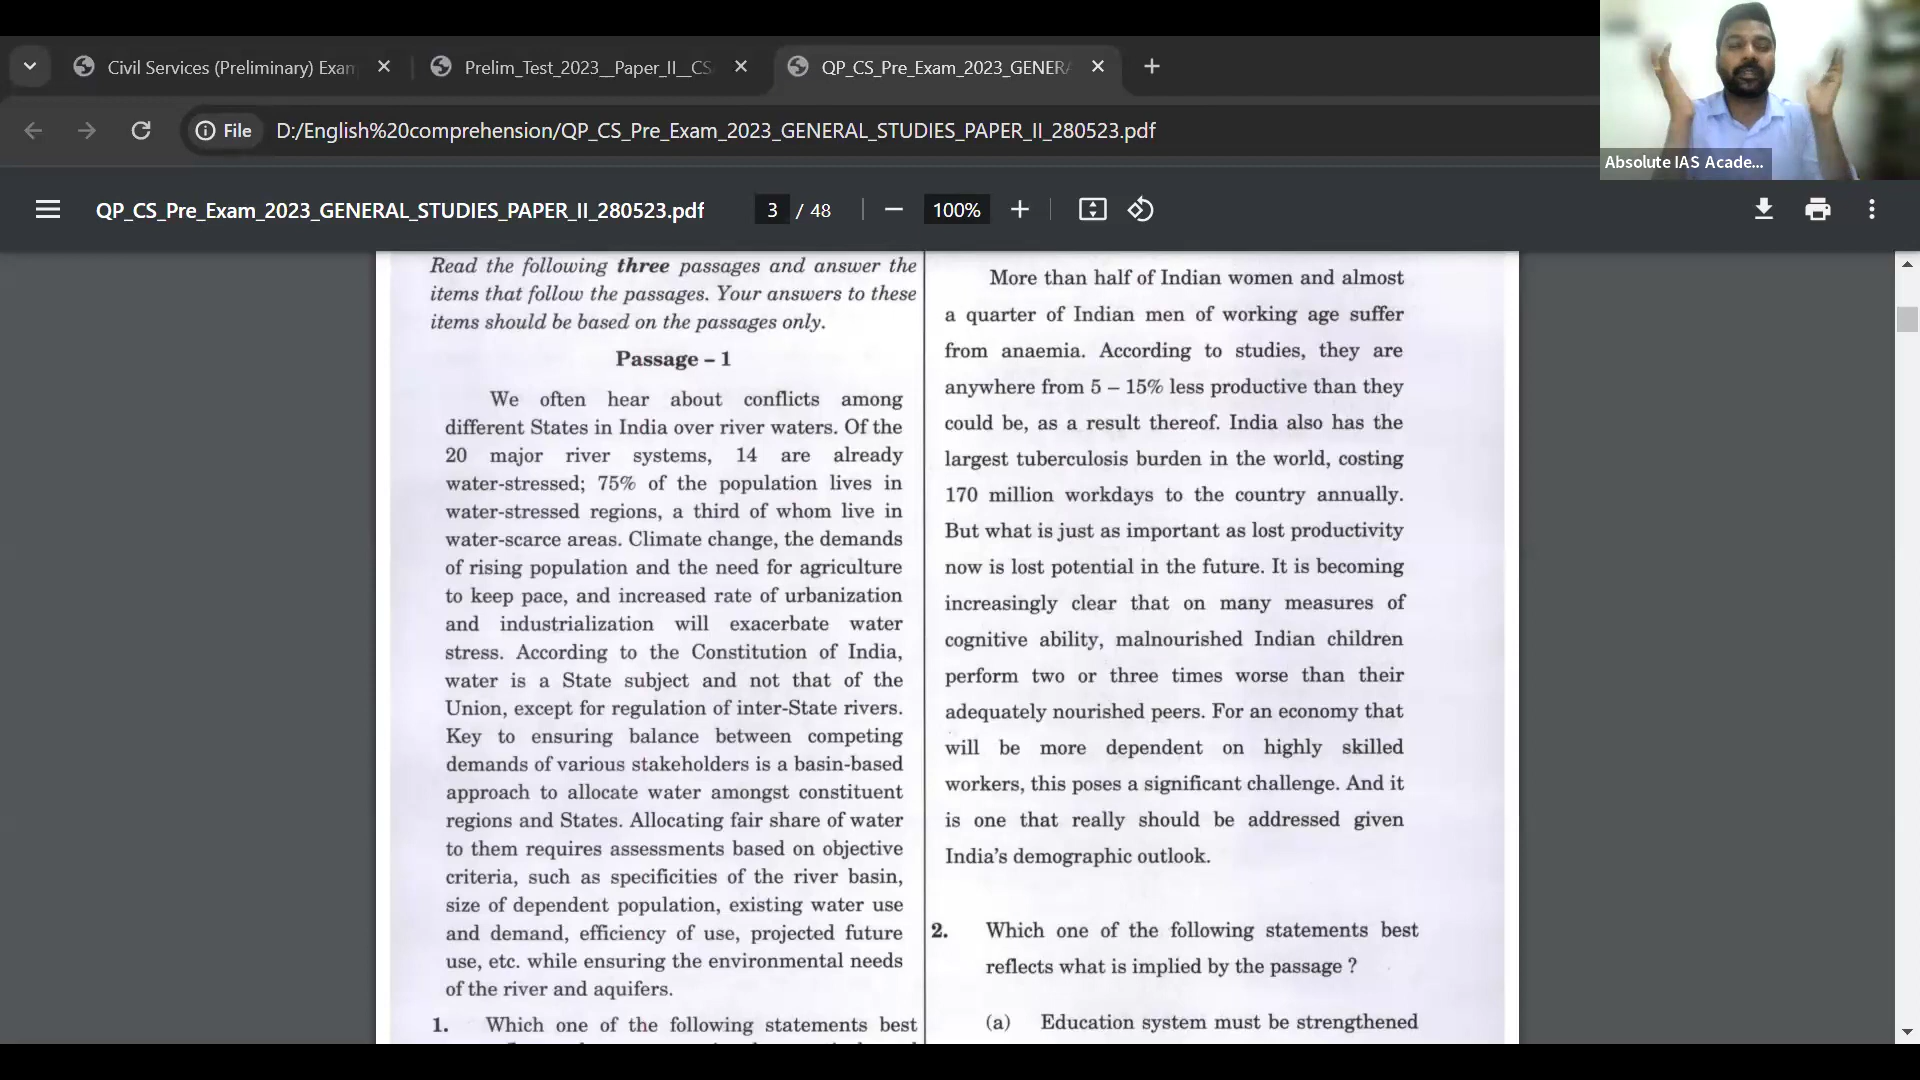 Civil Services (Preliminary) Exam
Prelim_Test_2023__Paper_II__CS
QP_CS_Pre_Exam_2023_GENERA
File
D:/English%20comprehension/QP_CS_Pre_Exam_2023_GENERAL_STUDIES_PAPER_II_280523.pdf
Absolute IAS Acade...
QP_CS_Pre_Exam_2023_GENERAL_STUDIES_PAPER_II_280523.pdf
3 / 48
100%
Read the following three passages and answer the
items that follow the passages. Your answers to these
items should be based on the passages only.
Passage – 1
We often hear about conflicts among
different States in India over river waters. Of the
20 major river systems, 14 are already
water-stressed; 75% of the population lives in
water-stressed regions, a third of whom live in
water-scarce areas. Climate change, the demands
of rising population and the need for agriculture
to keep pace, and increased rate of urbanization
and industrialization will exacerbate water
stress. According to the Constitution of India,
water is a State subject and not that of the
Union, except for regulation of inter-State rivers.
Key to ensuring balance between competing
demands of various stakeholders is a basin-based
approach to allocate water amongst constituent
regions and States. Allocating fair share of water
to them requires assessments based on objective
criteria, such as specificities of the river basin,
size of dependent population, existing water use
and demand, efficiency of use, projected future
use, etc. while ensuring the environmental needs
of the river and aquifers.
1. Which one of the following statements best
More than half of Indian women and almost
a quarter of Indian men of working age suffer
from anaemia. According to studies, they are
anywhere from 5 – 15% less productive than they
could be, as a result thereof. India also has the
largest tuberculosis burden in the world, costing
170 million workdays to the country annually.
But what is just as important as lost productivity
now is lost potential in the future. It is becoming
increasingly clear that on many measures of
cognitive ability, malnourished Indian children
perform two or three times worse than their
adequately nourished peers. For an economy that
will be more dependent on highly skilled
workers, this poses a significant challenge. And it
is one that really should be addressed given
India's demographic outlook.
2. Which one of the following statements best
reflects what is implied by the passage ?
(a) Education system must be strengthened